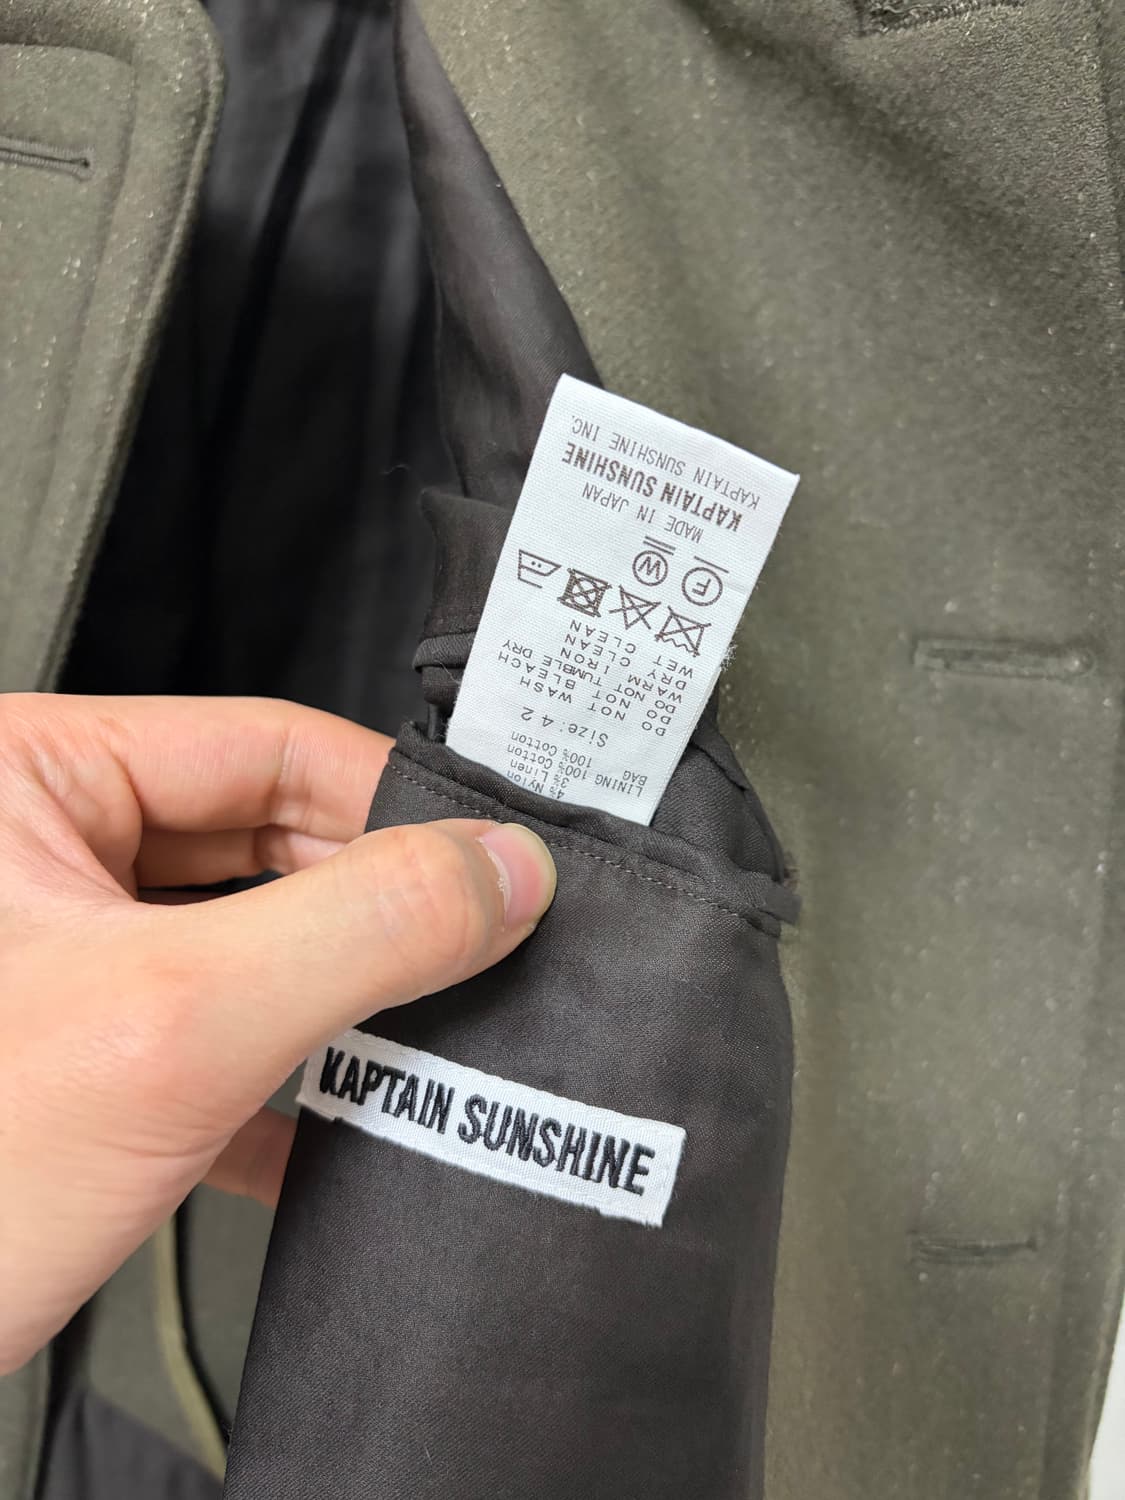 4% Nylon
3% Linen
100% Cotton
LINING 100% Cotton
BAG
Size: 42
DO NOT WASH
DO NOT BLEACH
DO NOT TUMBLE DRY
WARM IRON
DRY CLEAN
WET CLEAN
F
W
MADE IN JAPAN
KAPTAIN SUNSHINE
KAPTAIN SUNSHINE INC.
KAPTAIN SUNSHINE